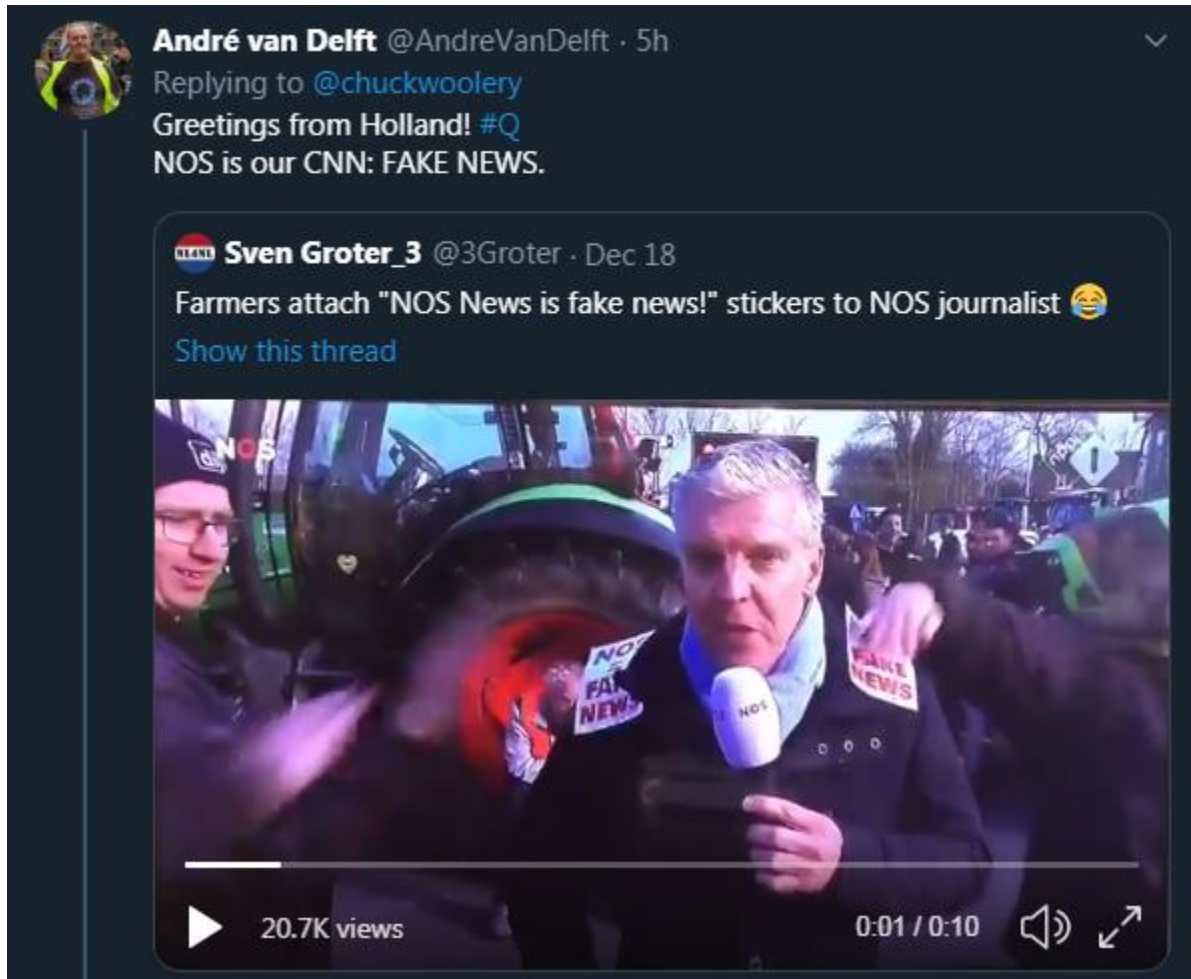 André van Delft @AndreVanDelft · 5h
Replying to @chuckwoolery
Greetings from Holland! #Q
NOS is our CNN: FAKE NEWS.
NLANL Sven Groter_3 @3Groter · Dec 18
Farmers attach "NOS News is fake news!" stickers to NOS journalist 😂
Show this thread
NOS
NOS
=
FAKE
NEWS
NOS
FAKE
NEWS
20.7K views
0:01 / 0:10